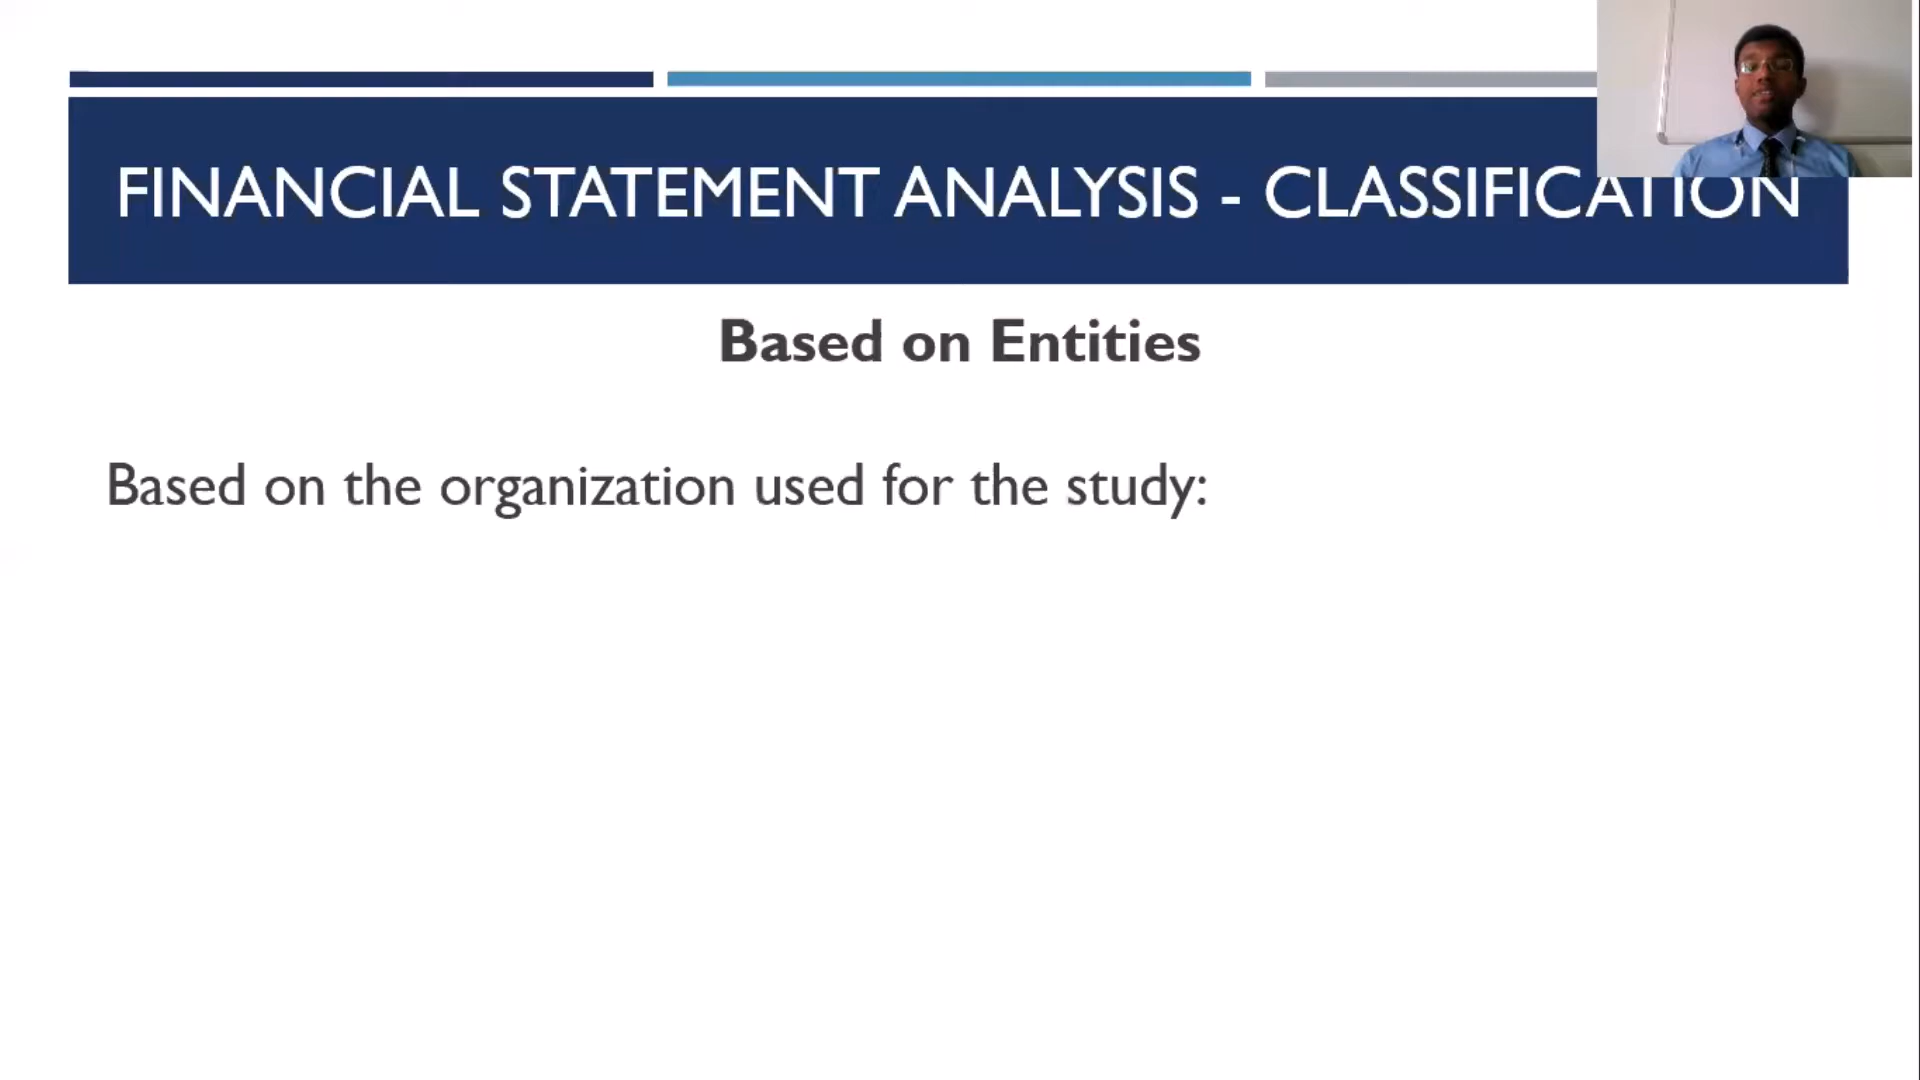 FINANCIAL STATEMENT ANALYSIS - CLASSIFICATION
Based on Entities
Based on the organization used for the study: